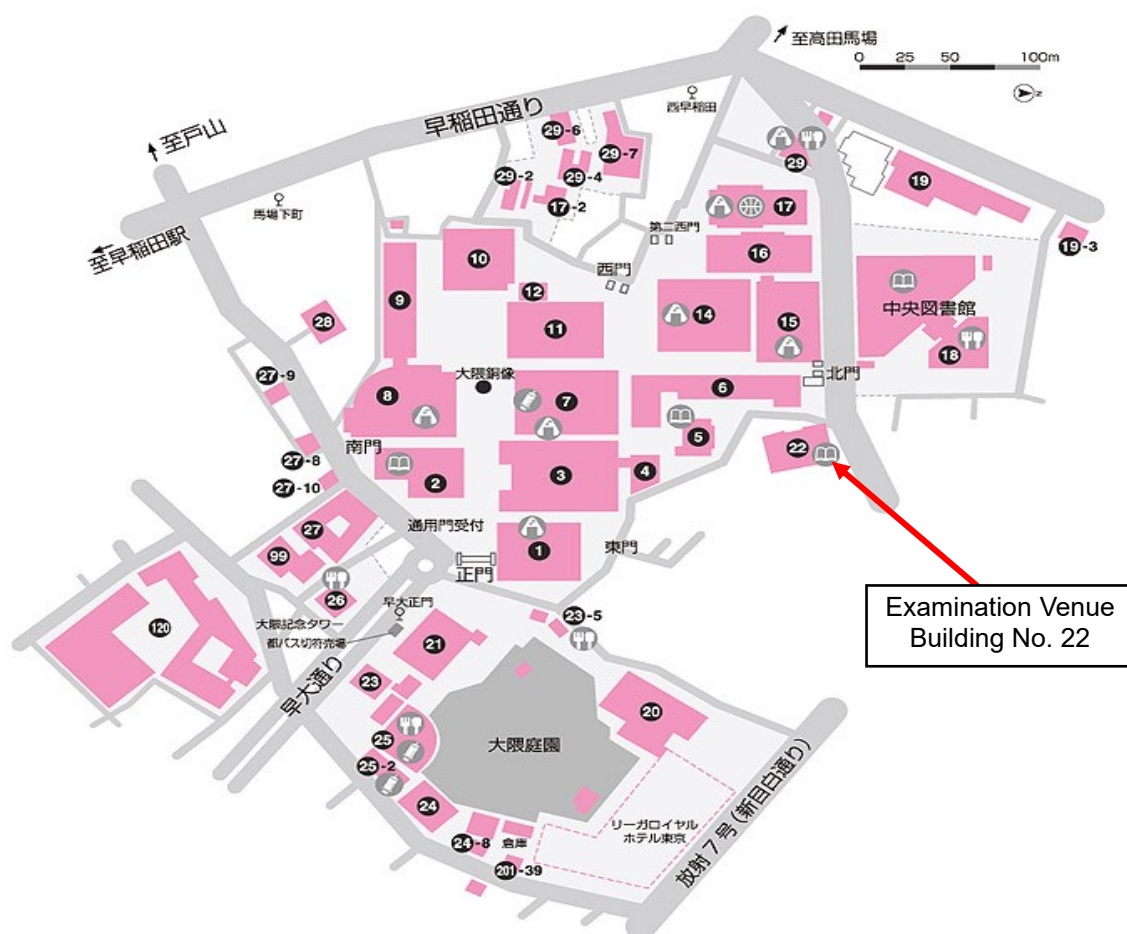 至高田馬場
0 25 50 100m
N
至戸山
早稲田通り
西早稲田
29-6
29-7
29
19
29-2
29-4
17-2
馬場下町
17
第二西門
至早稲田駅
10
16
19-3
西門
12
9
中央図書館
28
14
11
15
18
27-9
大隈銅像
北門
6
8
7
5
22
南門
27-8
2
3
4
27-10
通用門受付
27
1
東門
99
正門
26
早大正門
23-5
Examination Venue
Building No. 22
大隈記念タワー
120
都バス切符売場
21
早大通り
23
20
25
大隈庭園
25-2
24
リーガロイヤル
ホテル東京
24-8
倉庫
201-39
放射7号(新目白通り)